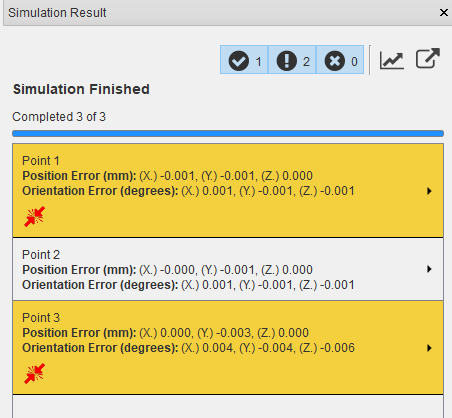 Simulation Result
1 2 0
Simulation Finished
Completed 3 of 3
Point 1
Position Error (mm): (X.) -0.001, (Y.) -0.001, (Z.) 0.000
Orientation Error (degrees): (X.) 0.001, (Y.) -0.001, (Z.) -0.001
Point 2
Position Error (mm): (X.) -0.000, (Y.) -0.001, (Z.) 0.000
Orientation Error (degrees): (X.) 0.001, (Y.) -0.001, (Z.) -0.001
Point 3
Position Error (mm): (X.) 0.000, (Y.) -0.003, (Z.) 0.000
Orientation Error (degrees): (X.) 0.004, (Y.) -0.004, (Z.) -0.006